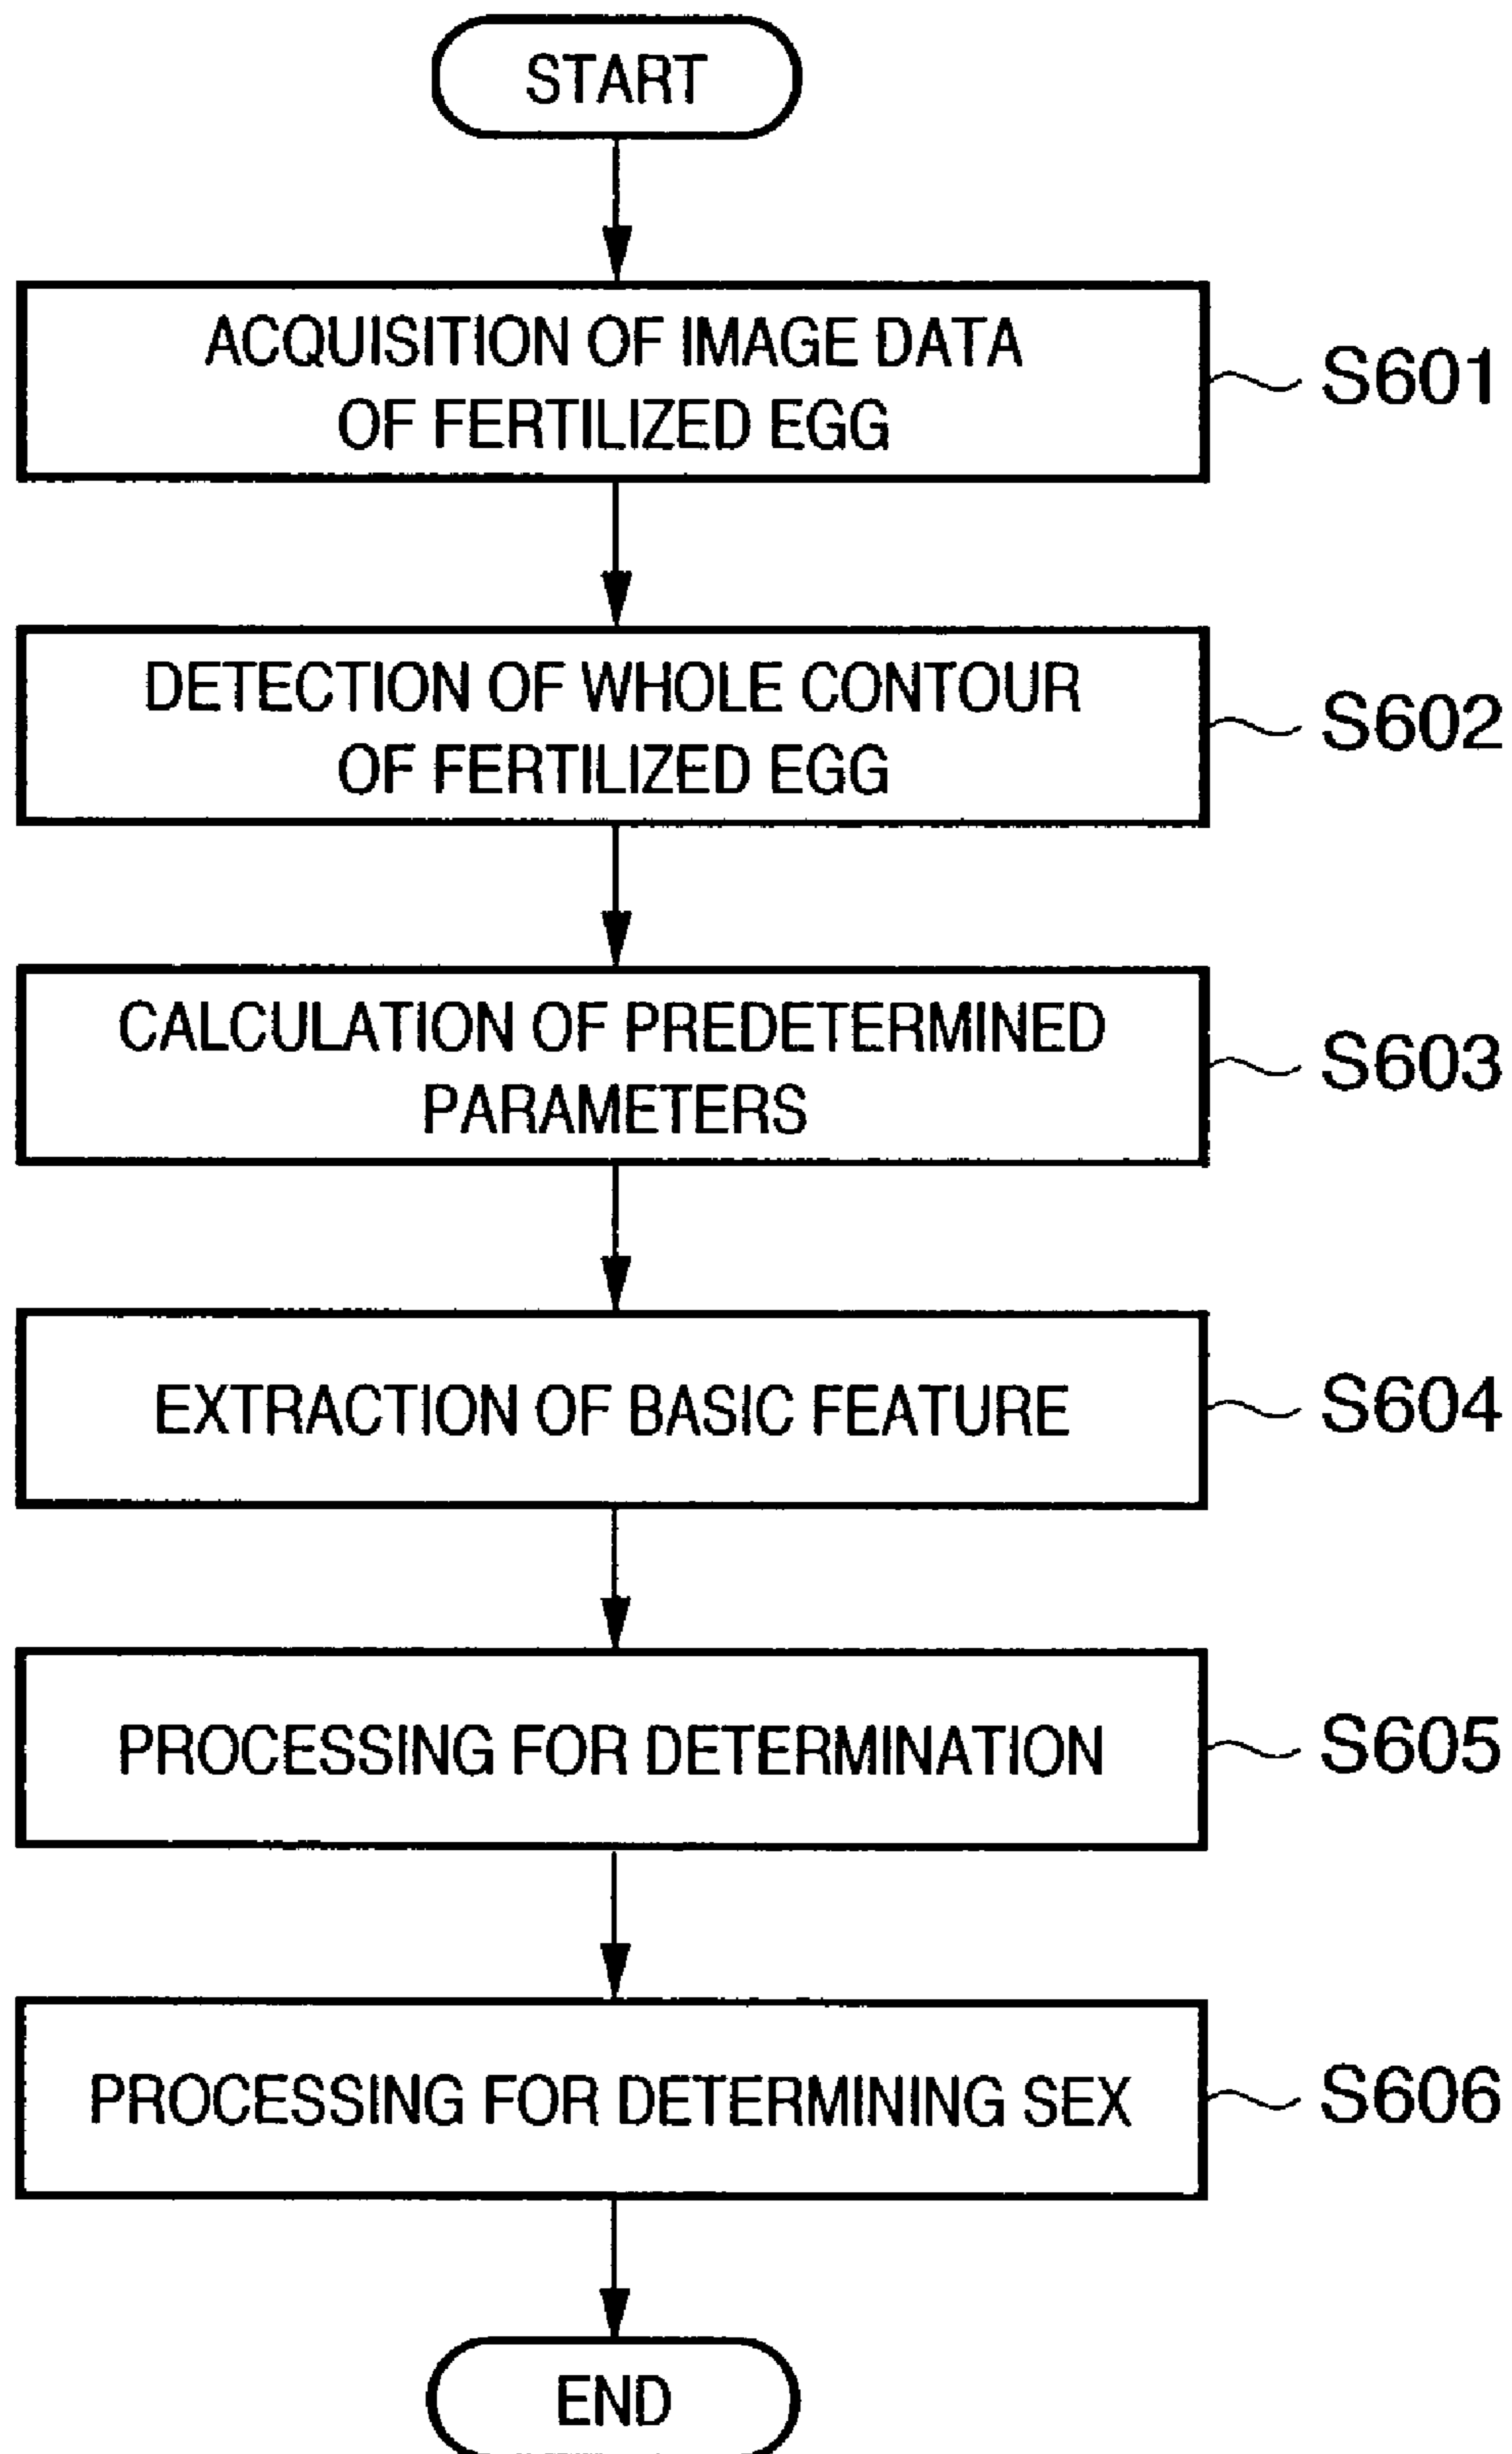 START
ACQUISITION OF IMAGE DATA
OF FERTILIZED EGG
S601
DETECTION OF WHOLE CONTOUR
OF FERTILIZED EGG
S602
CALCULATION OF PREDETERMINED
PARAMETERS
S603
EXTRACTION OF BASIC FEATURE
S604
PROCESSING FOR DETERMINATION
S605
PROCESSING FOR DETERMINING SEX
S606
END